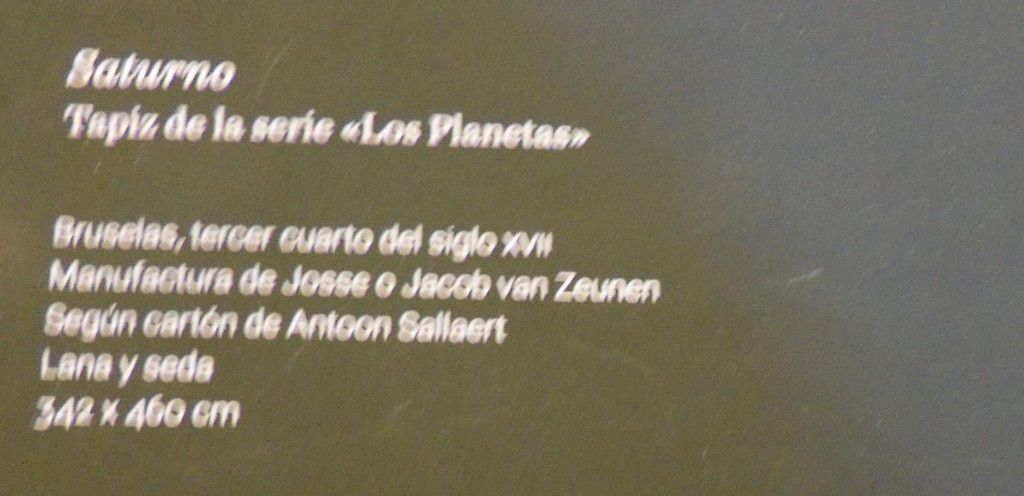 Saturno
Tapiz de la serie «Los Planetas»
Bruselas, tercer cuarto del siglo XVII
Manufactura de Josse o Jacob van Zeunen
Según cartón de Antoon Sallaert
Lana y seda
342 x 460 cm